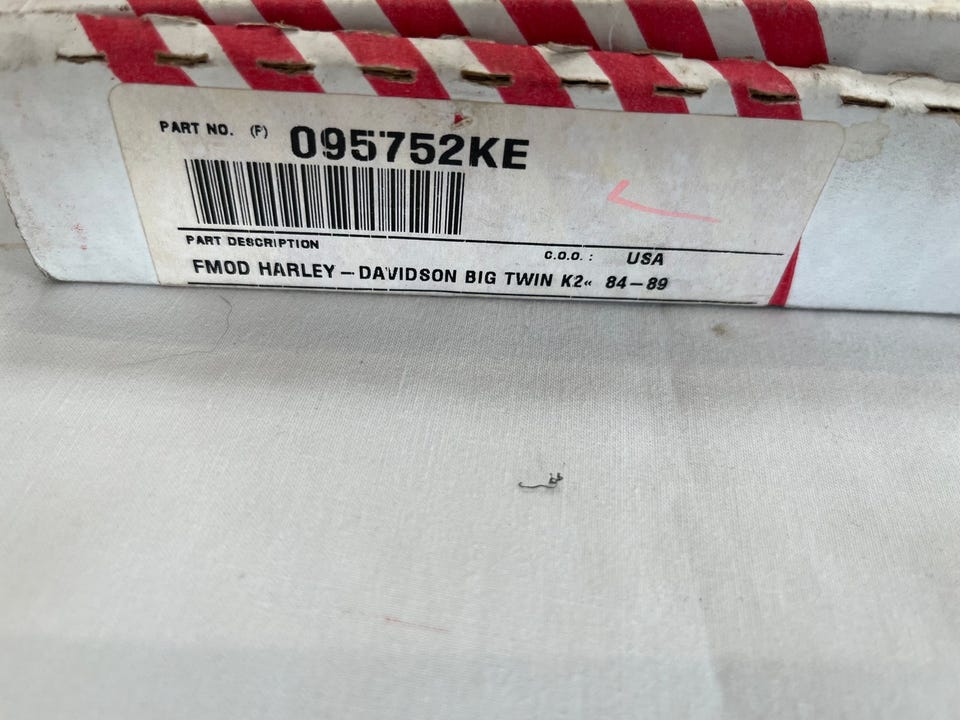 PART NO. (P) 095752KE
PART DESCRIPTION
C.O.O. : USA
FMOD HARLEY-DAVIDSON BIG TWIN K2« 84-89